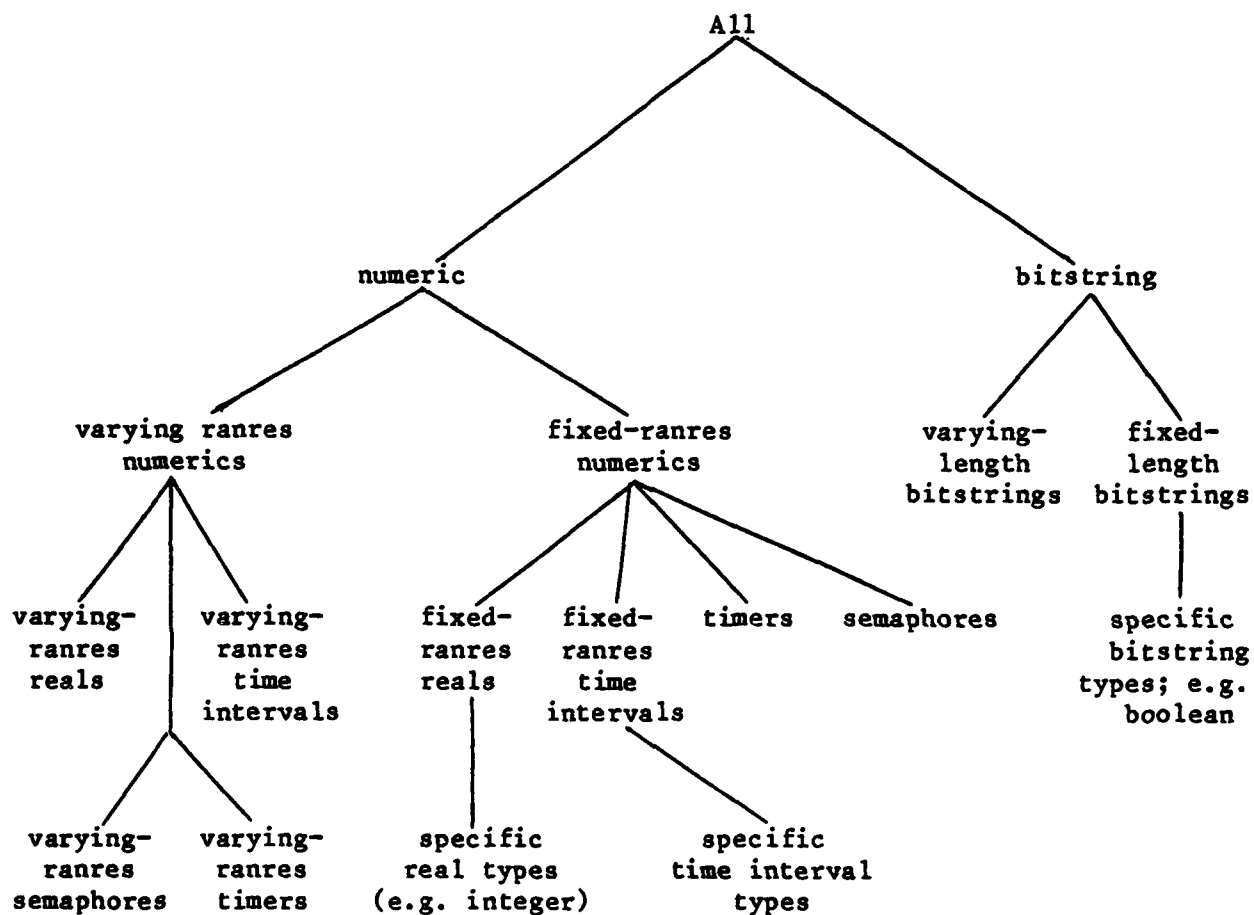 All
numeric
bitstring
varying ranres
numerics
fixed-ranres
numerics
varying-
length
bitstrings
fixed-
length
bitstrings
varying-
ranres
reals
varying-
ranres
time
intervals
fixed-
ranres
reals
fixed-
ranres
time
intervals
timers
semaphores
specific
bitstring
types; e.g.
boolean
varying-
ranres
semaphores
varying-
ranres
timers
specific
real types
(e.g. integer)
specific
time interval
types